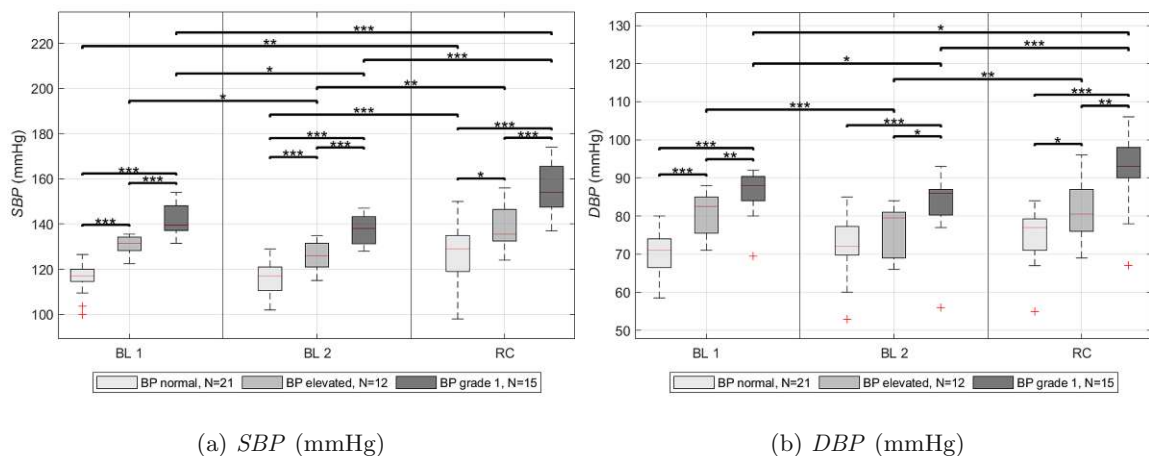 SBP (mmHg)
220
200
180
160
140
120
100
***
**
***
*
***
**
*
***
***
***
***
***
***
***
*
***
***
***
BL 1
BL 2
RC
BP normal, N=21
BP elevated, N=12
BP grade 1, N=15
(a) SBP (mmHg)
DBP (mmHg)
130
120
110
100
90
80
70
60
50
*
***
*
**
***
***
**
***
*
*
***
**
***
BL 1
BL 2
RC
BP normal, N=21
BP elevated, N=12
BP grade 1, N=15
(b) DBP (mmHg)